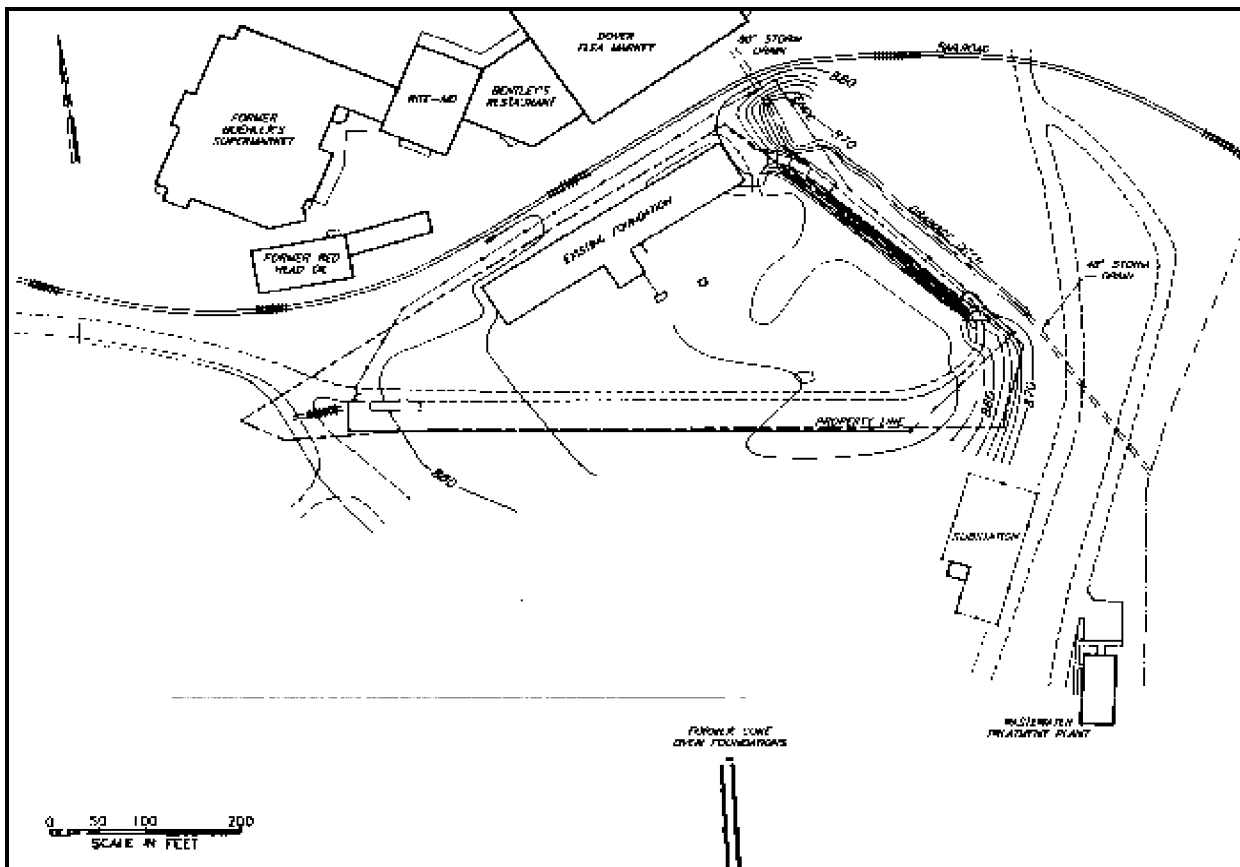 DOVER
FLEA MARKET
80" STORM
DRAIN
RAILROAD
880
RITE-AID
BENTLEY'S
RESTAURANT
FORMER
BUEHLER'S
SUPERMARKET
870
EXISTING FOUNDATION
FORMER RED
HEAD OIL
DRAINAGE DITCH
48" STORM
DRAIN
880
870
PROPERTY LINE
880
SUBSTATION
WASTEWATER
TREATMENT PLANT
FORMER COKE
OVEN FOUNDATIONS
0 50 100 200
SCALE IN FEET